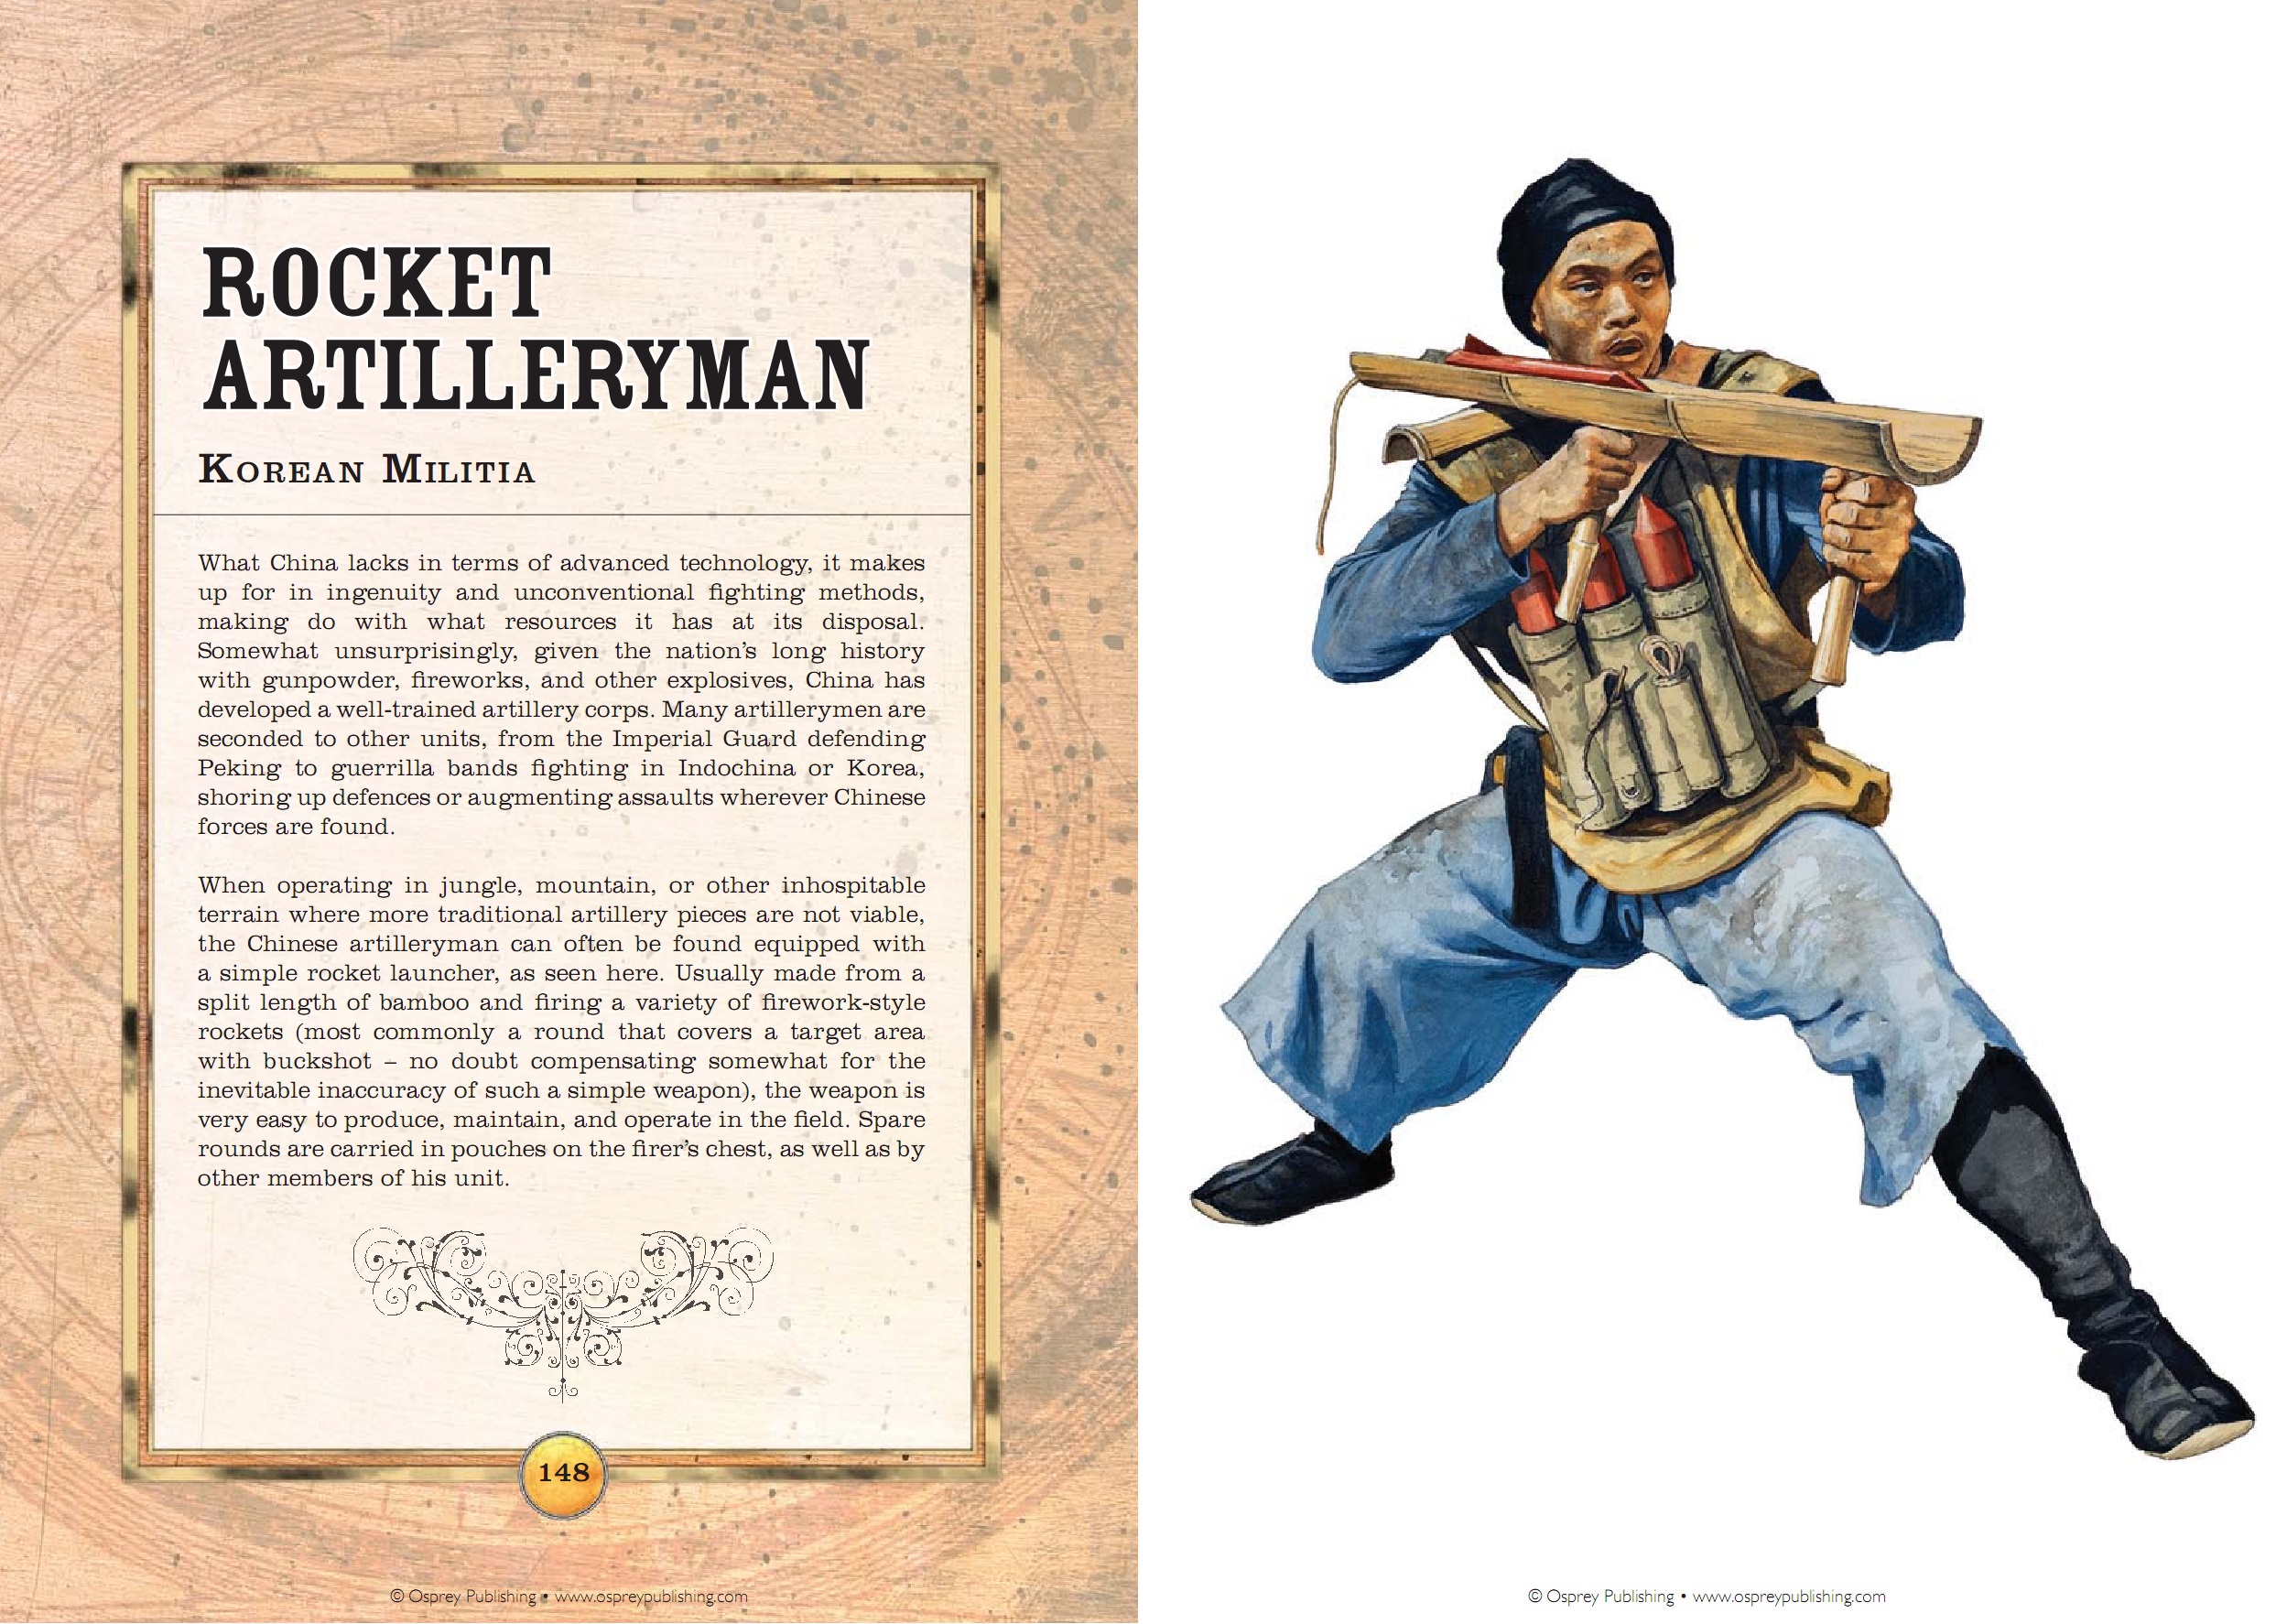 ROCKET
ARTILLERYMAN
Korean Militia
What China lacks in terms of advanced technology, it makes
up for in ingenuity and unconventional fighting methods,
making do with what resources it has at its disposal.
Somewhat unsurprisingly, given the nation's long history
with gunpowder, fireworks, and other explosives, China has
developed a well-trained artillery corps. Many artillerymen are
seconded to other units, from the Imperial Guard defending
Peking to guerrilla bands fighting in Indochina or Korea,
shoring up defences or augmenting assaults wherever Chinese
forces are found.
When operating in jungle, mountain, or other inhospitable
terrain where more traditional artillery pieces are not viable,
the Chinese artilleryman can often be found equipped with
a simple rocket launcher, as seen here. Usually made from a
split length of bamboo and firing a variety of firework-style
rockets (most commonly a round that covers a target area
with buckshot – no doubt compensating somewhat for the
inevitable inaccuracy of such a simple weapon), the weapon is
very easy to produce, maintain, and operate in the field. Spare
rounds are carried in pouches on the firer's chest, as well as by
other members of his unit.
148
© Osprey Publishing • www.ospreypublishing.com
© Osprey Publishing • www.ospreypublishing.com